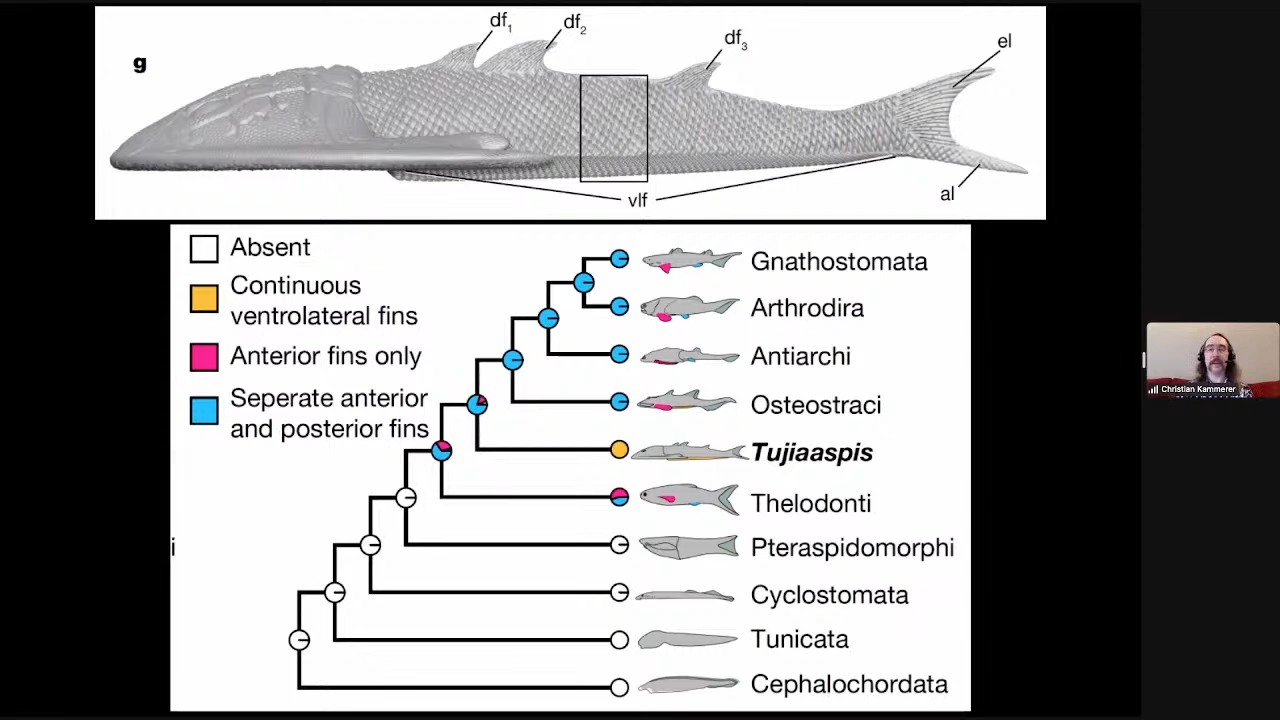 g
df1
df2
df3
el
vlf
al
Absent
Continuous
ventrolateral fins
Anterior fins only
Seperate anterior
and posterior fins
Gnathostomata
Arthrodira
Antiarchi
Osteostraci
Tujiaaspis
Thelodonti
Pteraspidomorphi
Cyclostomata
Tunicata
Cephalochordata
i
Christian Kammerer